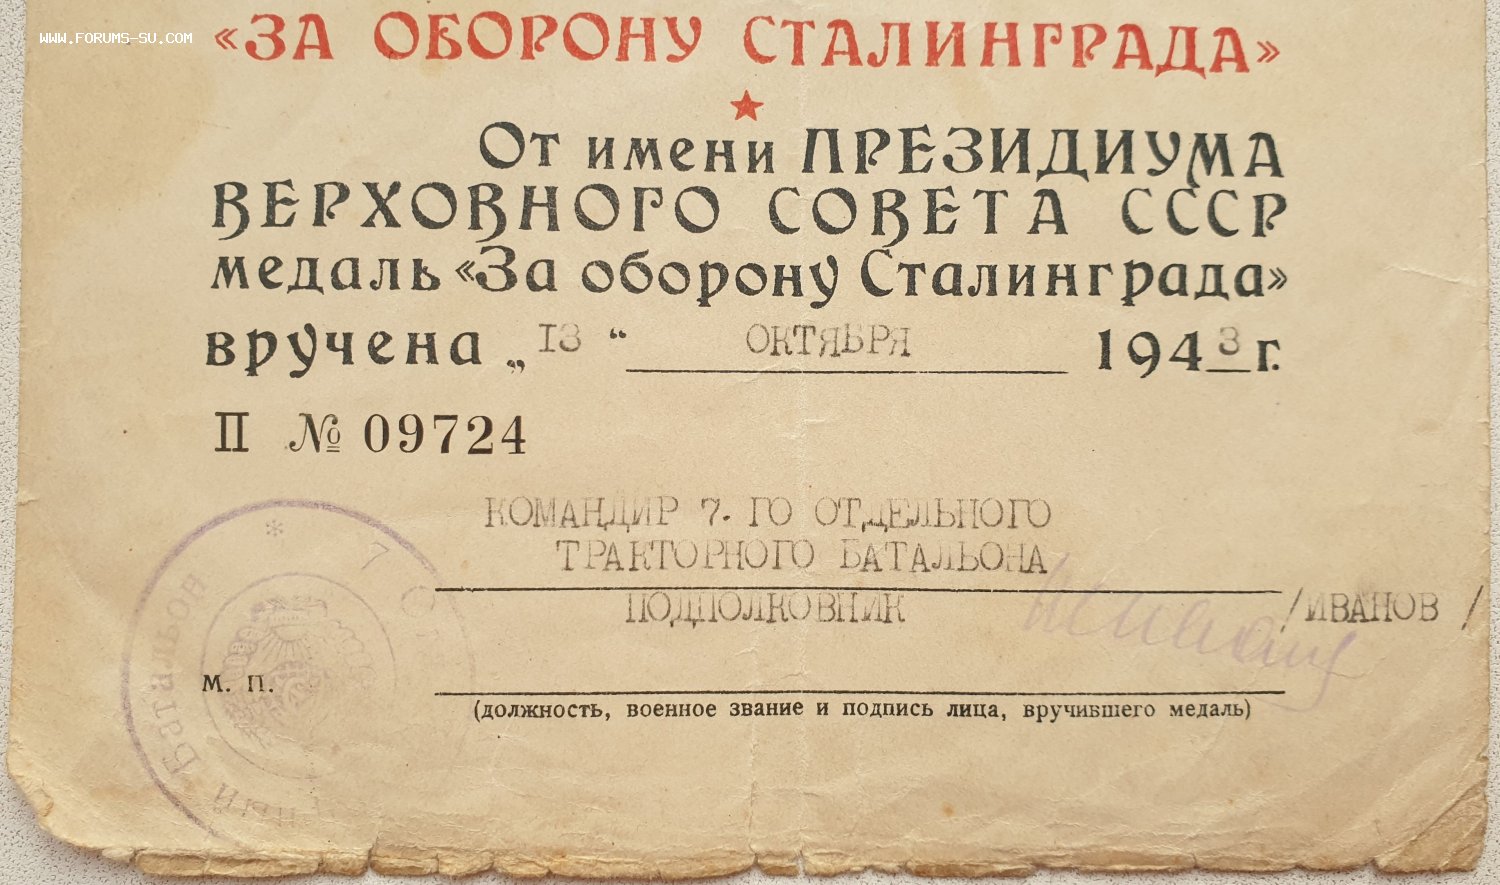 WWW.FORUMS-SU.COM
«ЗА ОБОРОНУ СТАЛИНГРАДА»
От имени ПРЕЗИДИУМА
ВЕРХОВНОГО СОВЕТА СССР
медаль «За оборону Сталинграда»
вручена „13“ ОКТЯБРЯ 1943 г.
П № 09724
КОМАНДИР 7-ГО ОТДЕЛЬНОГО
ТРАКТОРНОГО БАТАЛЬОНА
ПОДПОЛКОВНИК /ИВАНОВ/
М. П.
(должность, военное звание и подпись лица, вручившего медаль)
7
Батальон